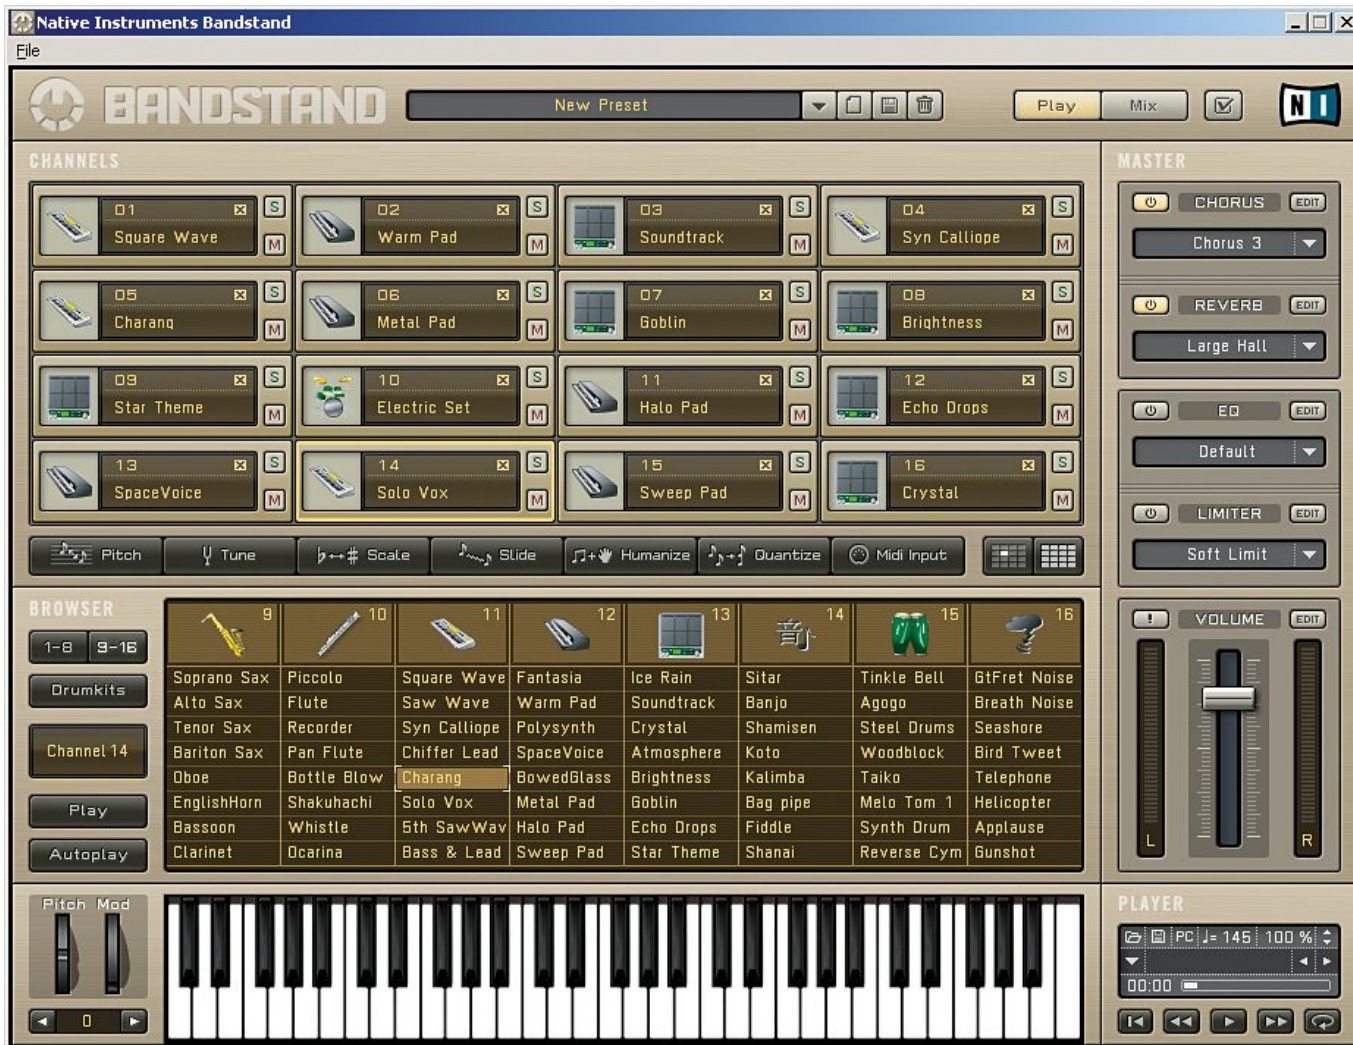 Native Instruments Bandstand
File
BANDSTAND New Preset Play Mix NI
CHANNELS
01 S 02 S 03 S 04 S
Square Wave M Warm Pad M Soundtrack M Syn Calliope M
05 S 06 S 07 S 08 S
Charang M Metal Pad M Goblin M Brightness M
09 S 10 S 11 S 12 S
Star Theme M Electric Set M Halo Pad M Echo Drops M
13 S 14 S 15 S 16 S
SpaceVoice M Solo Vox M Sweep Pad M Crystal M
Pitch Tune Scale Slide Humanize Quantize Midi Input
MASTER
CHORUS EDIT
Chorus 3
REVERB EDIT
Large Hall
EQ EDIT
Default
LIMITER EDIT
Soft Limit
! VOLUME EDIT
L R
BROWSER
1-8 9-16
Drumkits
Channel 14
Play
Autoplay
9 10 11 12 13 音 14 15 16
Soprano Sax Piccolo Square Wave Fantasia Ice Rain Sitar Tinkle Bell GtFret Noise
Alto Sax Flute Saw Wave Warm Pad Soundtrack Banjo Agogo Breath Noise
Tenor Sax Recorder Syn Calliope Polysynth Crystal Shamisen Steel Drums Seashore
Bariton Sax Pan Flute Chiffer Lead SpaceVoice Atmosphere Koto Woodblock Bird Tweet
Oboe Bottle Blow Charang BowedGlass Brightness Kalimba Taiko Telephone
EnglishHorn Shakuhachi Solo Vox Metal Pad Goblin Bag pipe Melo Tom 1 Helicopter
Bassoon Whistle 5th SawWav Halo Pad Echo Drops Fiddle Synth Drum Applause
Clarinet Ocarina Bass & Lead Sweep Pad Star Theme Shanai Reverse Cym Gunshot
Pitch Mod
0
PLAYER
PC ♩= 145 100 %
00:00